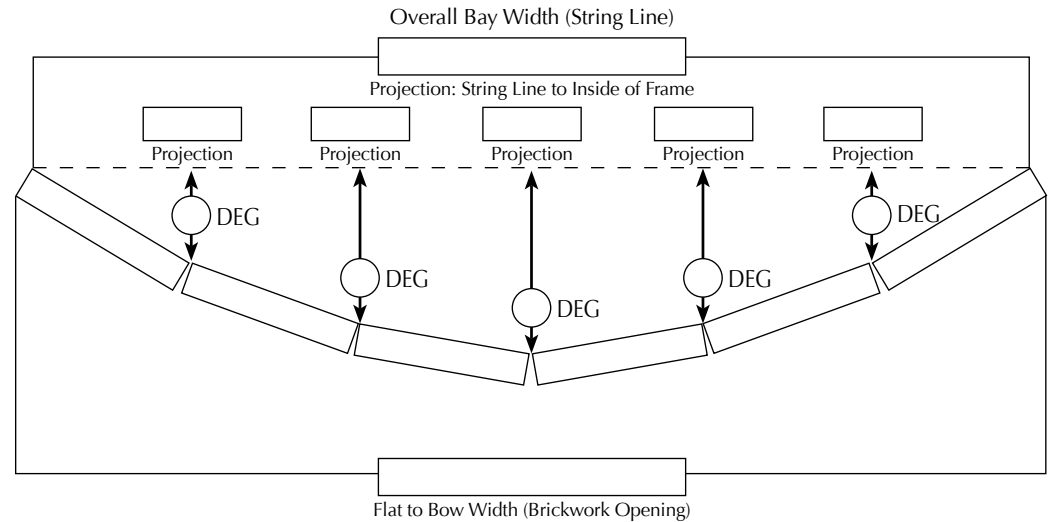 Overall Bay Width (String Line)
Projection: String Line to Inside of Frame
Projection Projection Projection Projection Projection
DEG DEG
DEG DEG
DEG
Flat to Bow Width (Brickwork Opening)